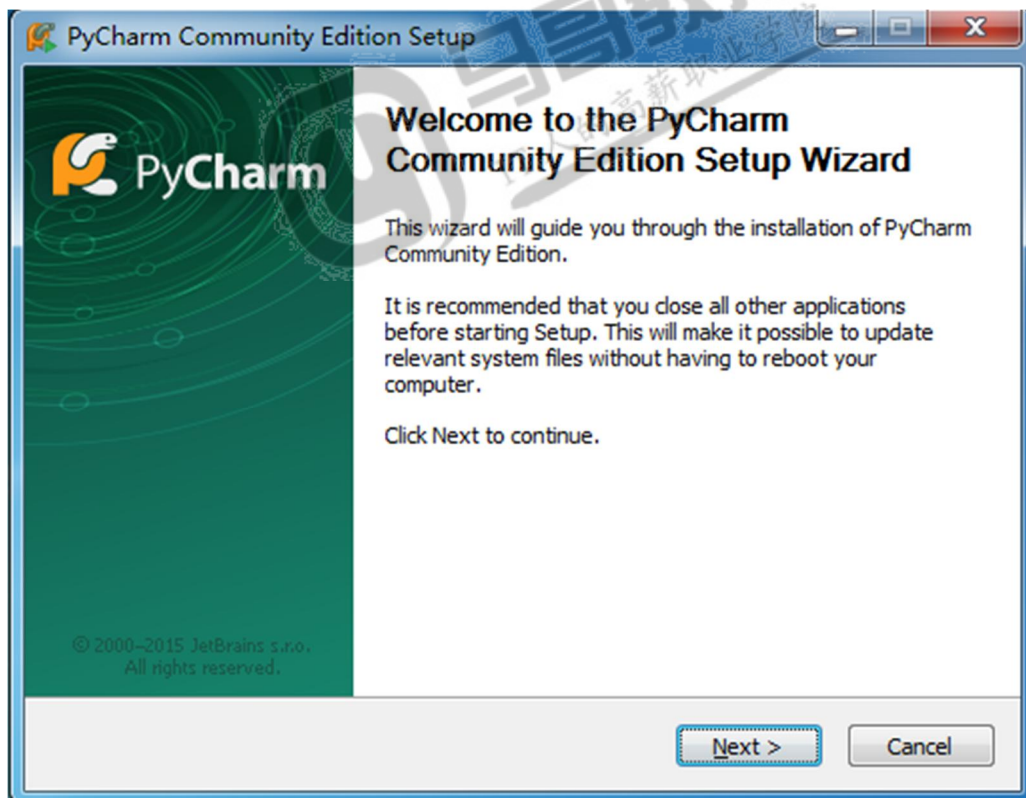 PyCharm Community Edition Setup
PyCharm
Welcome to the PyCharm
Community Edition Setup Wizard
This wizard will guide you through the installation of PyCharm
Community Edition.
It is recommended that you close all other applications
before starting Setup. This will make it possible to update
relevant system files without having to reboot your
computer.
Click Next to continue.
© 2000–2015 JetBrains s.r.o.
All rights reserved.
Next >
Cancel